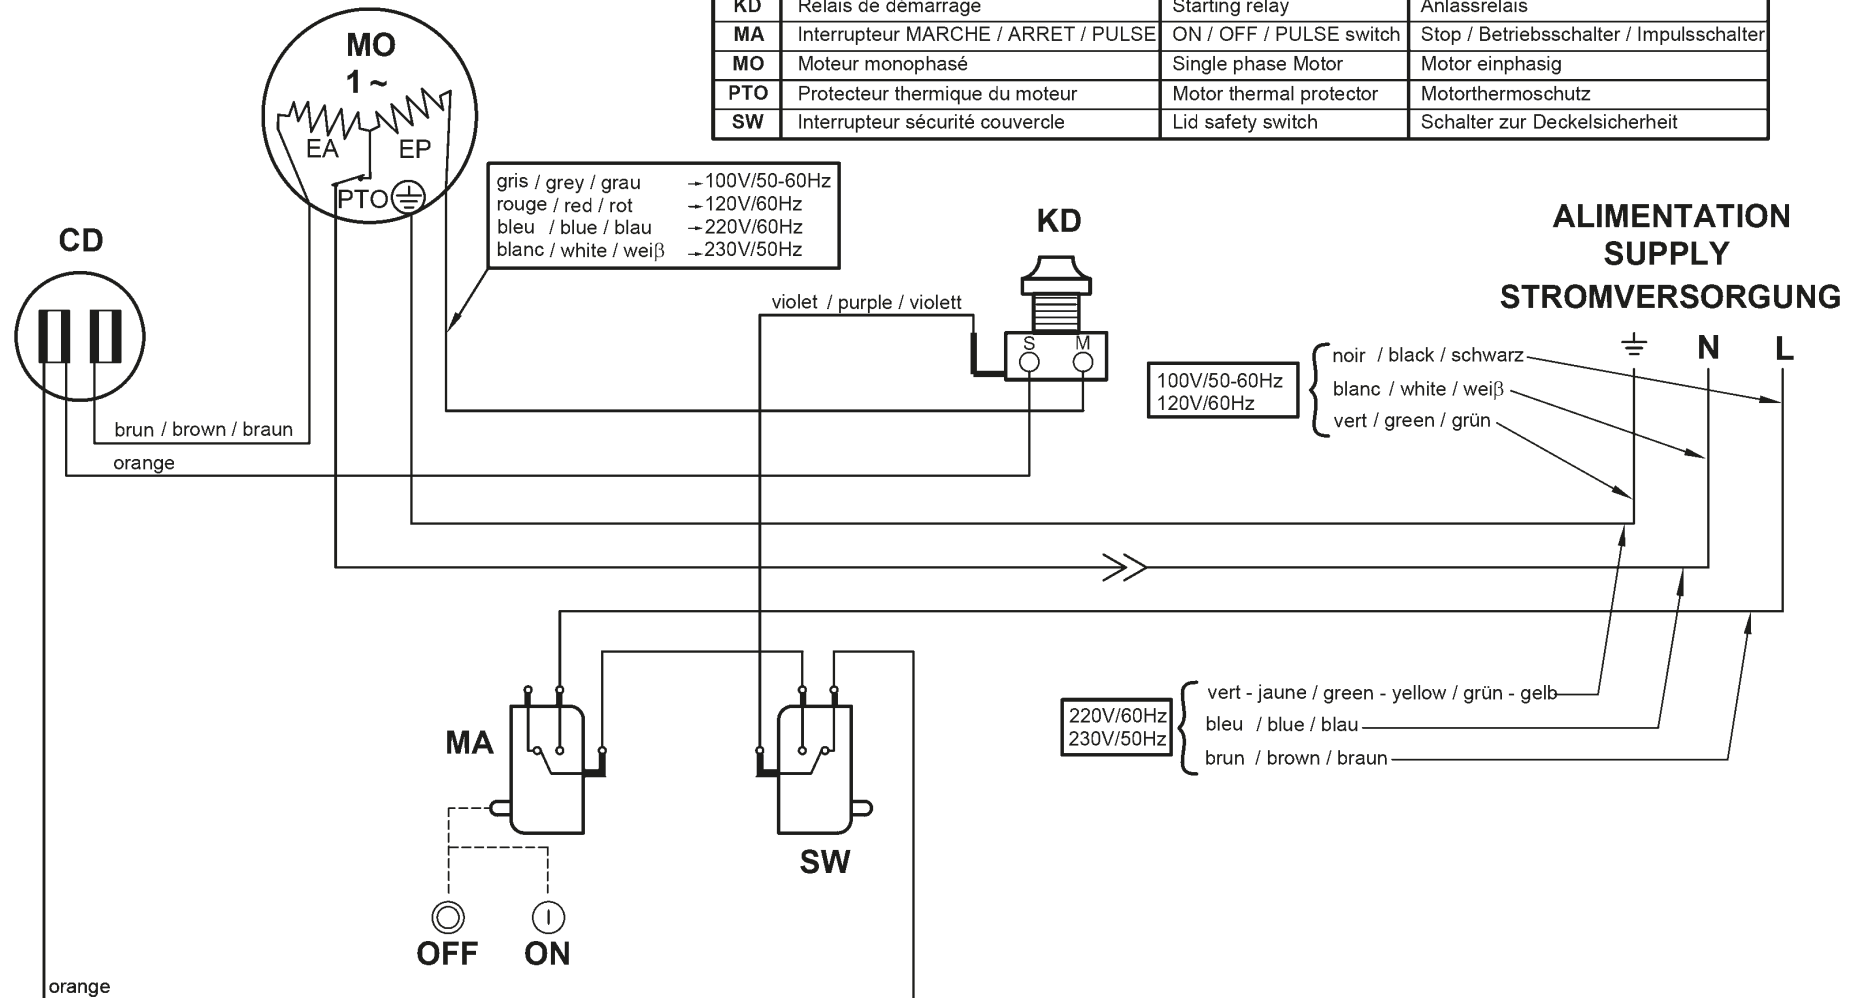 KD Relais de démarrage Starting relay Anlassrelais
MA Interrupteur MARCHE / ARRET / PULSE ON / OFF / PULSE switch Stop / Betriebsschalter / Impulsschalter
MO Moteur monophasé Single phase Motor Motor einphasig
PTO Protecteur thermique du moteur Motor thermal protector Motorthermoschutz
SW Interrupteur sécurité couvercle Lid safety switch Schalter zur Deckelsicherheit
MO
1 ~
EA EP
PTO
gris / grey / grau →100V/50-60Hz
rouge / red / rot →120V/60Hz
bleu / blue / blau →220V/60Hz
blanc / white / weiβ →230V/50Hz
CD
KD
ALIMENTATION
SUPPLY
STROMVERSORGUNG
violet / purple / violett
S M
N L
100V/50-60Hz
120V/60Hz
noir / black / schwarz
blanc / white / weiβ
vert / green / grün
brun / brown / braun
orange
MA
SW
220V/60Hz
230V/50Hz
vert - jaune / green - yellow / grün - gelb
bleu / blue / blau
brun / brown / braun
OFF ON
orange